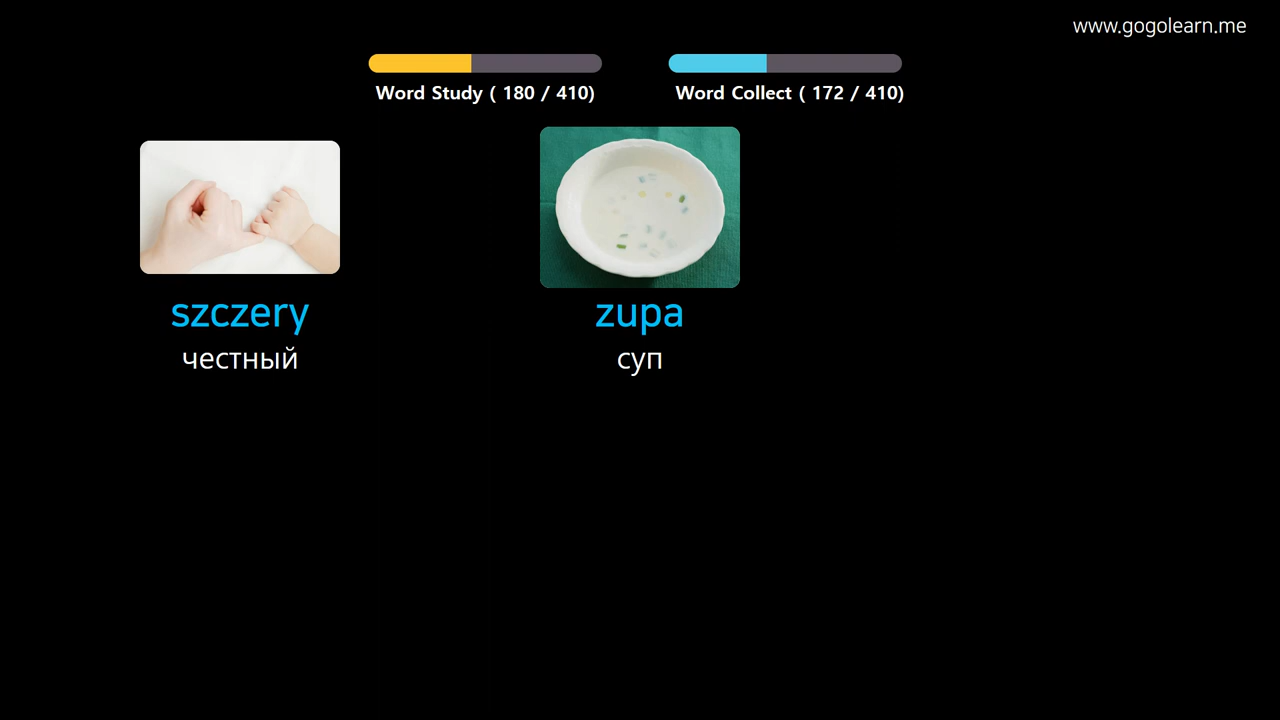 www.gogolearn.me
Word Study ( 180 / 410)
Word Collect ( 172 / 410)
szczery
честный
zupa
суп